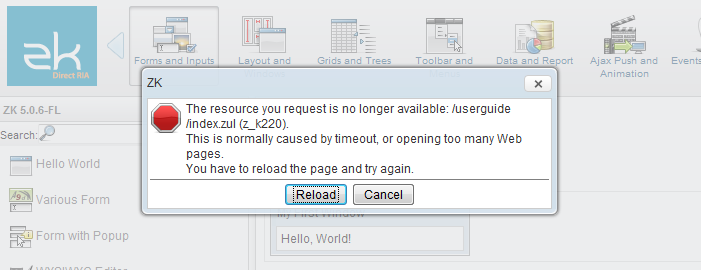 zk
Direct RIA
Forms and Inputs
Layout and
Grids and Trees
Toolbar and
Data and Report
Ajax Push and
Animation
Events
ZK
ZK 5.0.6-FL
The resource you request is no longer available: /userguide
/index.zul (z_k220).
This is normally caused by timeout, or opening too many Web
pages.
You have to reload the page and try again.
Reload
Cancel
Search:
Hello World
Various Form
Form with Popup
My First Window
Hello, World!